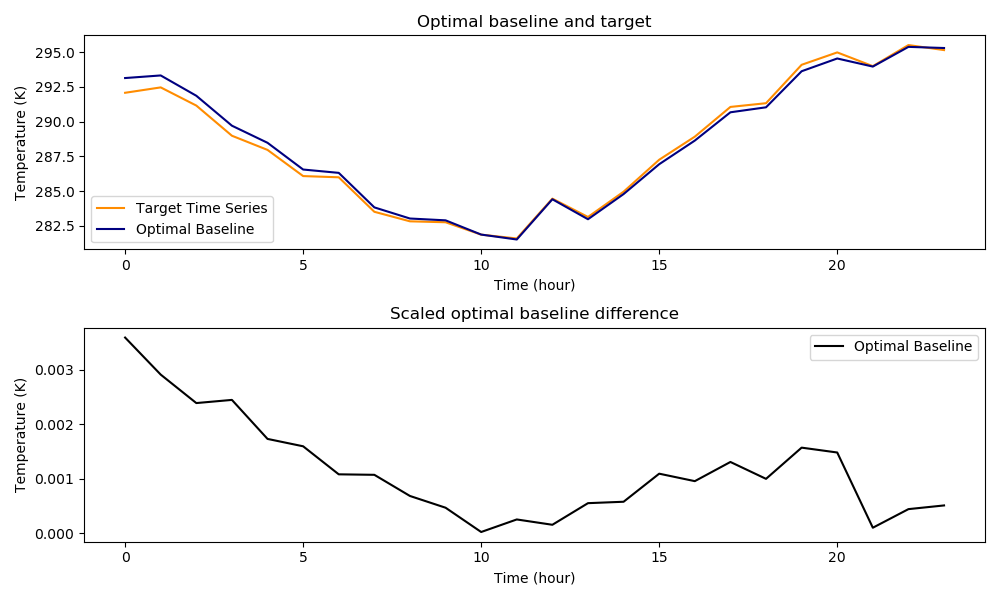 Optimal baseline and target
Temperature (K)
295.0
292.5
290.0
287.5
285.0
282.5
Target Time Series
Optimal Baseline
0 5 10 15 20
Time (hour)
Scaled optimal baseline difference
Temperature (K)
0.003
0.002
0.001
0.000
Optimal Baseline
0 5 10 15 20
Time (hour)